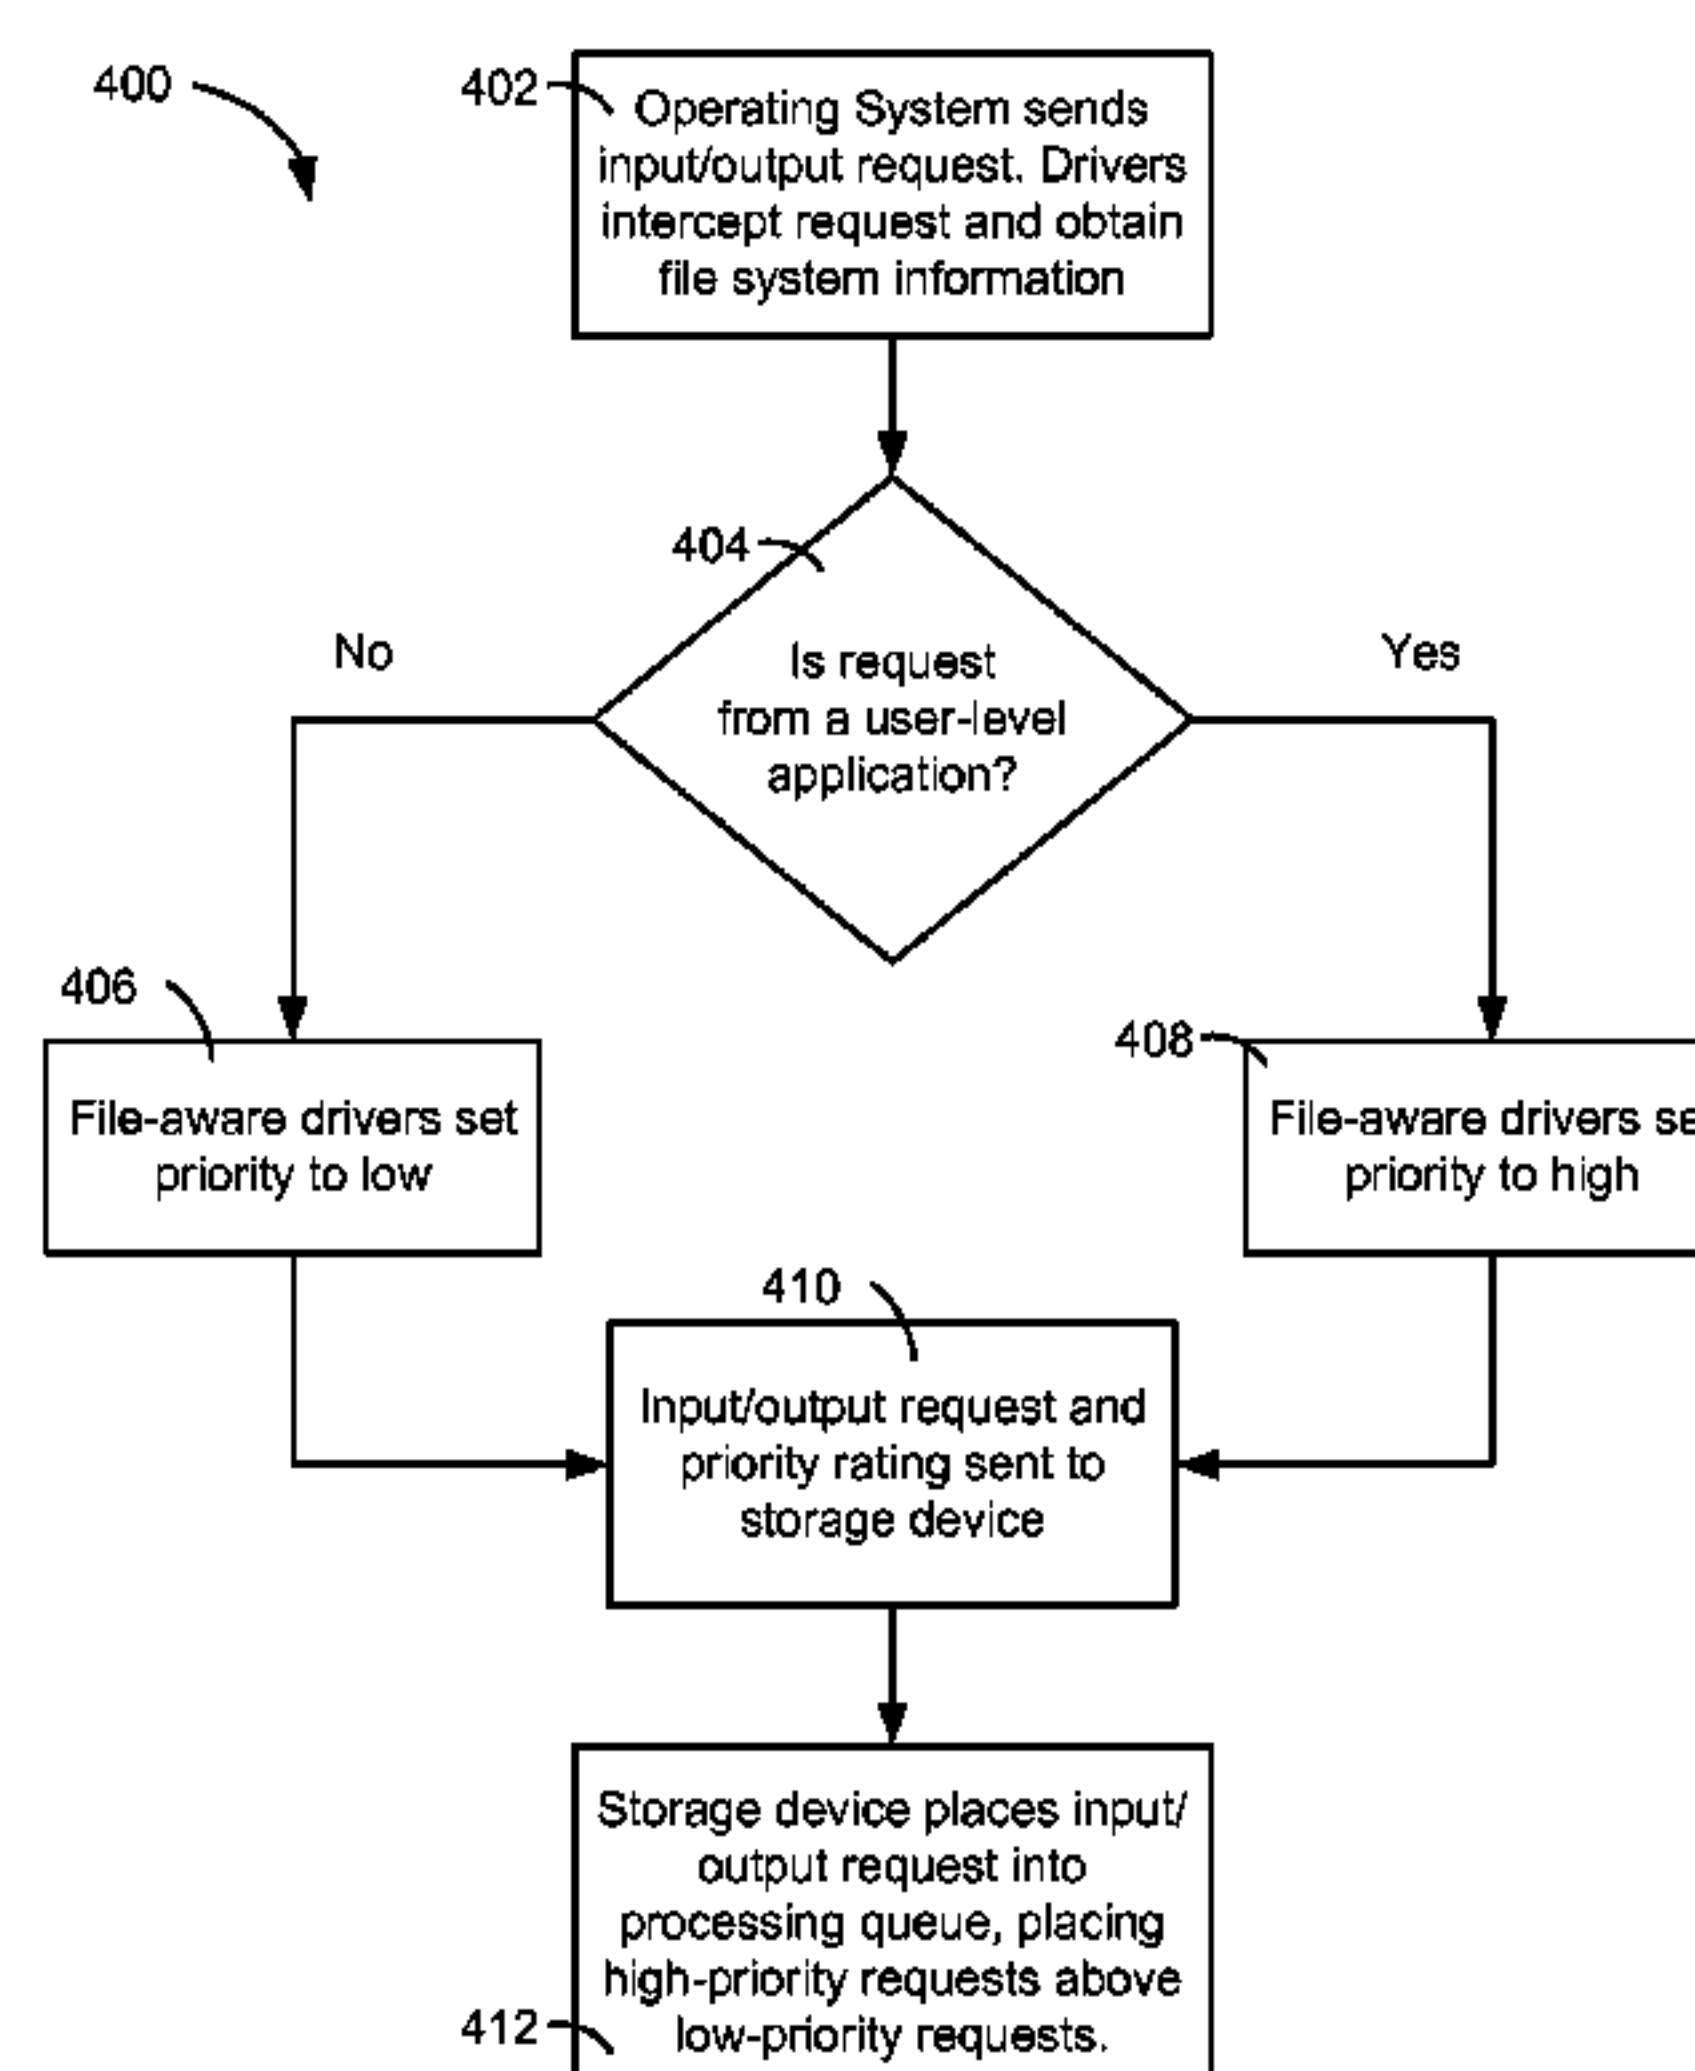 400
402
Operating System sends
input/output request. Drivers
intercept request and obtain
file system information
404
No
Yes
Is request
from a user-level
application?
406
408
File-aware drivers set
priority to low
File-aware drivers se
priority to high
410
Input/output request and
priority rating sent to
storage device
Storage device places input/
output request into
processing queue, placing
high-priority requests above
low-priority requests.
412